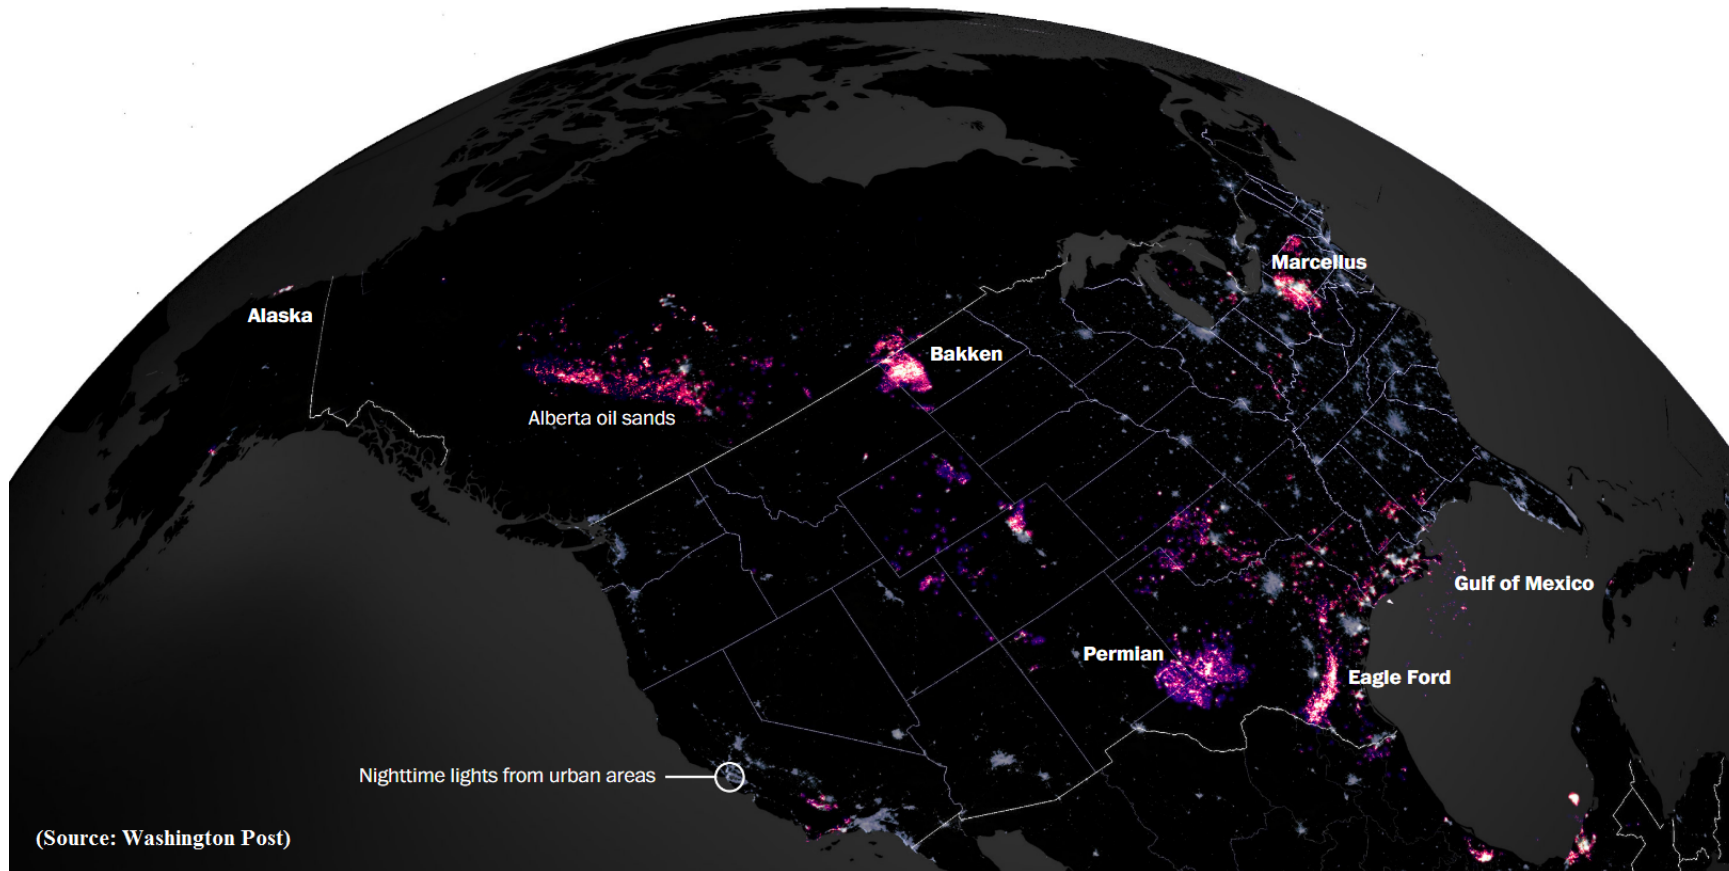 Marcellus
Alaska
Bakken
Alberta oil sands
Gulf of Mexico
Permian
Eagle Ford
Nighttime lights from urban areas
(Source: Washington Post)